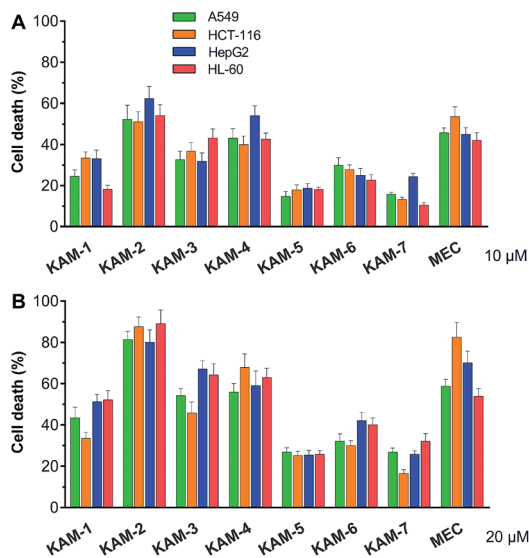 A
A549
HCT-116
HepG2
HL-60
Cell death (%)
100
80
60
40
20
0
KAM-1 KAM-2 KAM-3 KAM-4 KAM-5 KAM-6 KAM-7 MEC
10 µM
B
Cell death (%)
100
80
60
40
20
0
KAM-1 KAM-2 KAM-3 KAM-4 KAM-5 KAM-6 KAM-7 MEC
20 µM